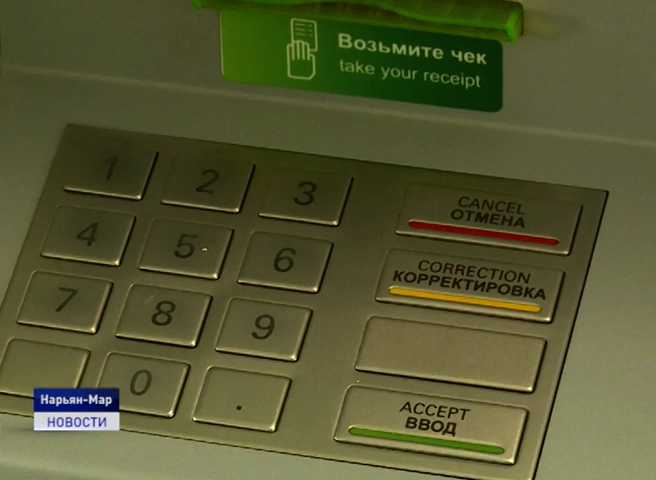 Возьмите чек
take your receipt
1 2 3
CANCEL
ОТМЕНА
4 5 6
CORRECTION
КОРРЕКТИРОВКА
7 8 9
0 .
ACCEPT
ВВОД
Нарьян-Мар
НОВОСТИ